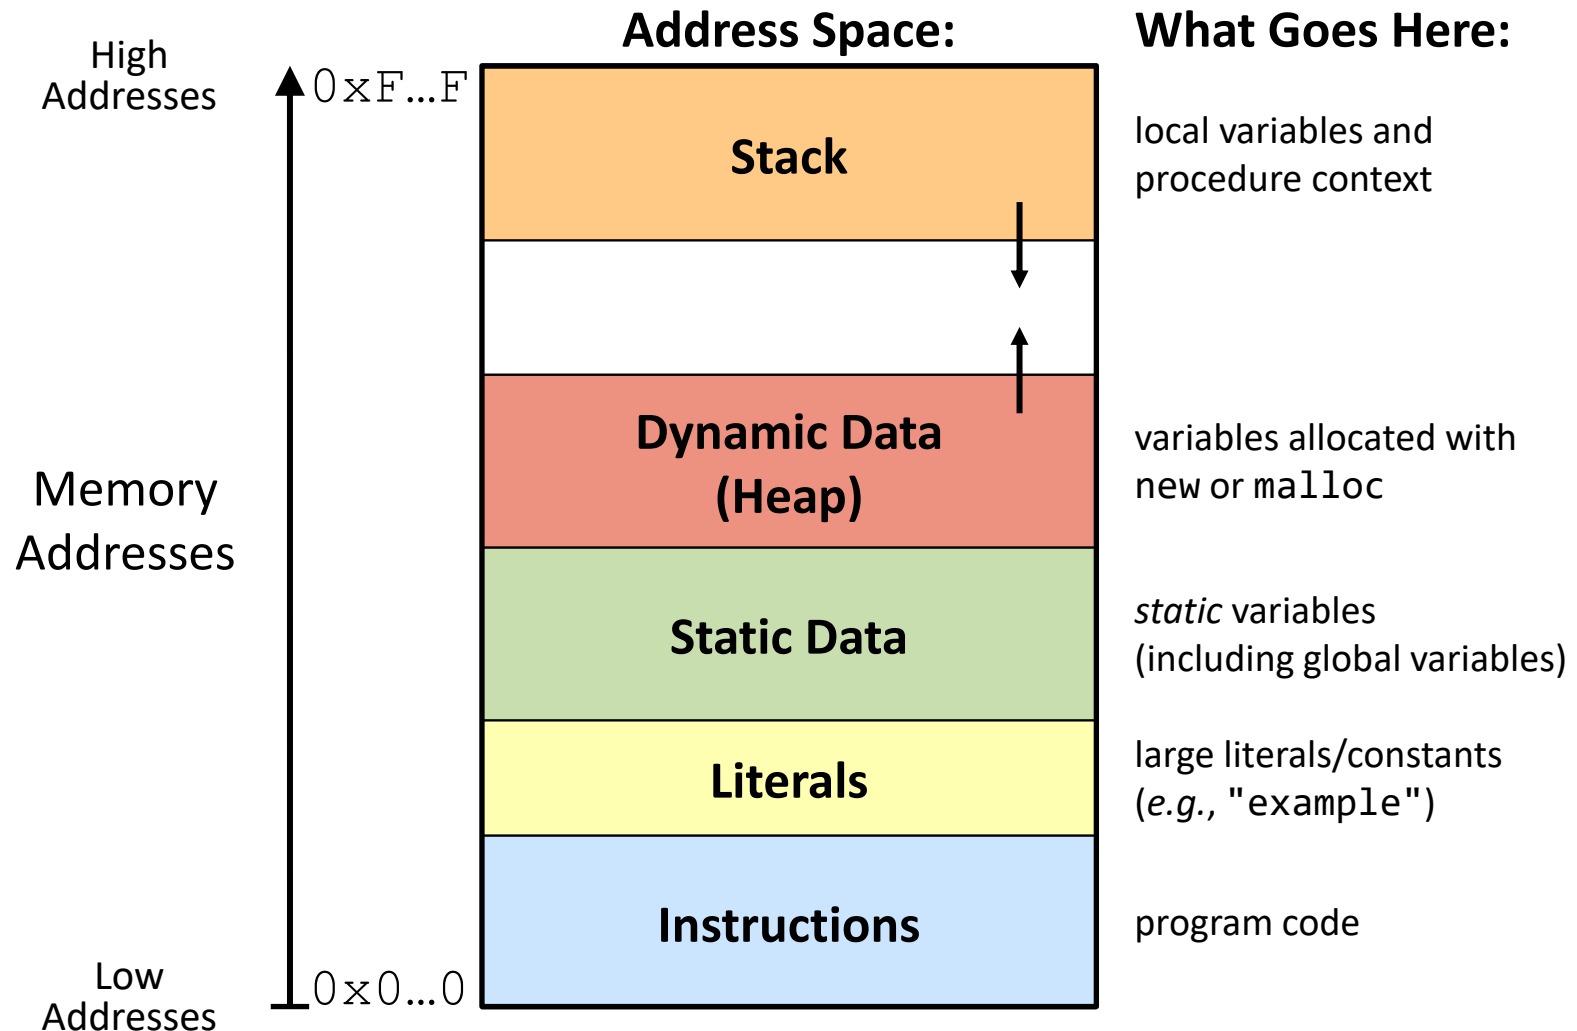 Address Space:
What Goes Here:
High
Addresses
0xF...F
Stack
local variables and
procedure context
Dynamic Data
(Heap)
variables allocated with
new or malloc
Memory
Addresses
Static Data
static variables
(including global variables)
Literals
large literals/constants
(e.g., "example")
Instructions
program code
Low
Addresses
0x0...0